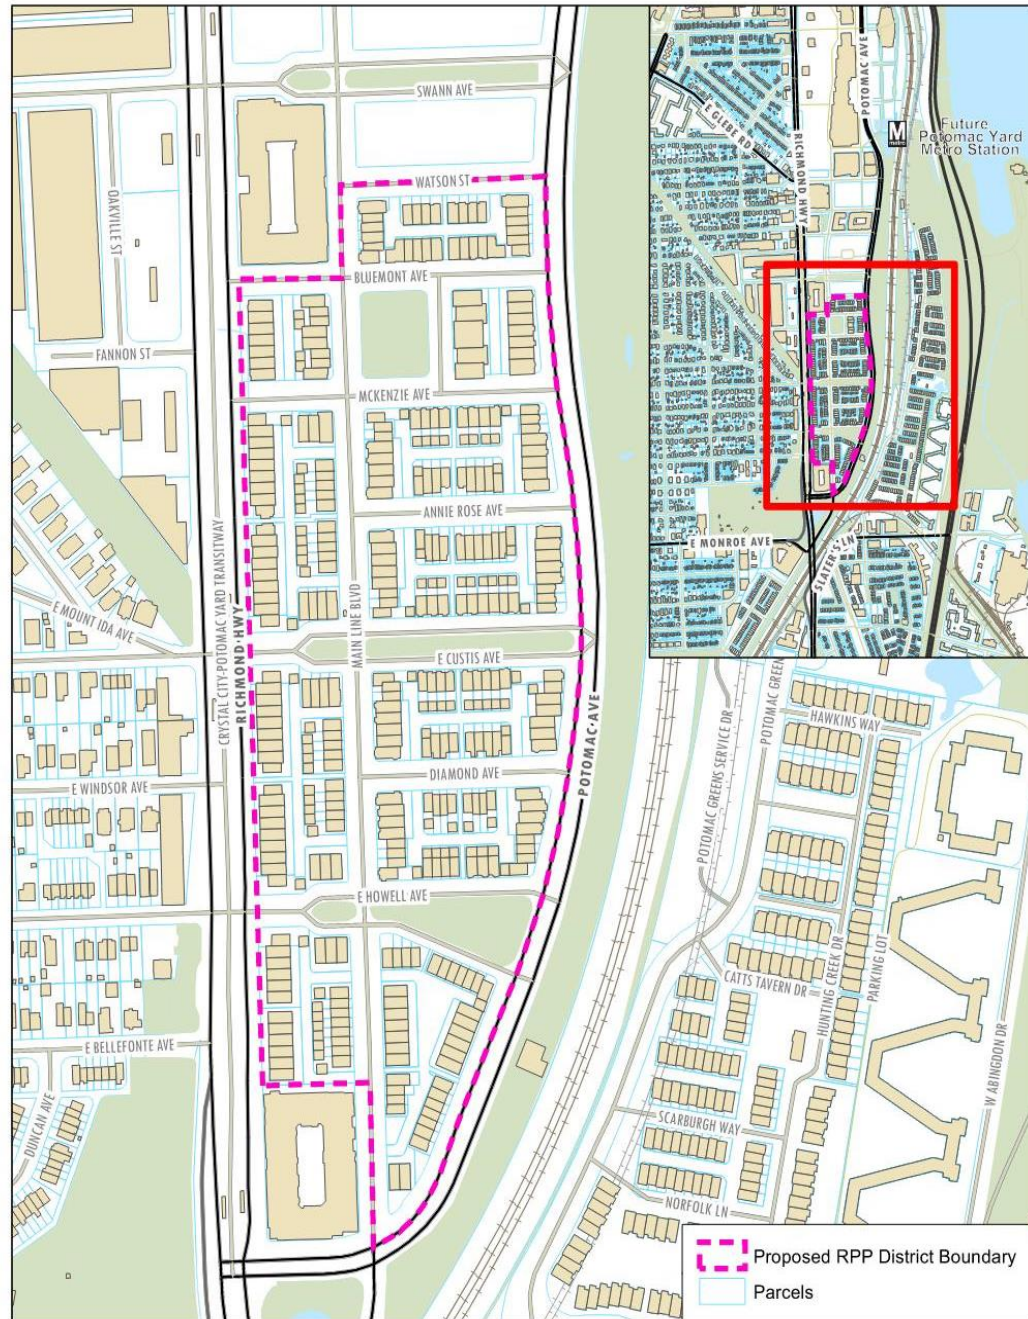 SWANN AVE
WATSON ST
OAKVILLE ST
BLUEMONT AVE
FANNON ST
MCKENZIE AVE
ANNIE ROSE AVE
E MOUNT IDA AVE
CRYSTAL CITY-POTOMAC YARD TRANSITWAY
RICHMOND HWY
MAIN LINE BLVD
E CUSTIS AVE
POTOMAC AVE
E WINDSOR AVE
DIAMOND AVE
E HOWELL AVE
E BELLEFONTE AVE
DUNCAN AVE
POTOMAC AVE
E GLEBE RD
RICHMOND HWY
M
metro
Future
Potomac Yard
Metro Station
E MONROE AVE
SLATER'S LN
POTOMAC GREENS SERVICE DR
POTOMAC GREEN
HAWKINS WAY
CATTS TAVERN DR
HUNTING CREEK DR
PARKING LOT
W ABINGDON DR
SCARBURGH WAY
NORFOLK LN
Proposed RPP District Boundary
Parcels